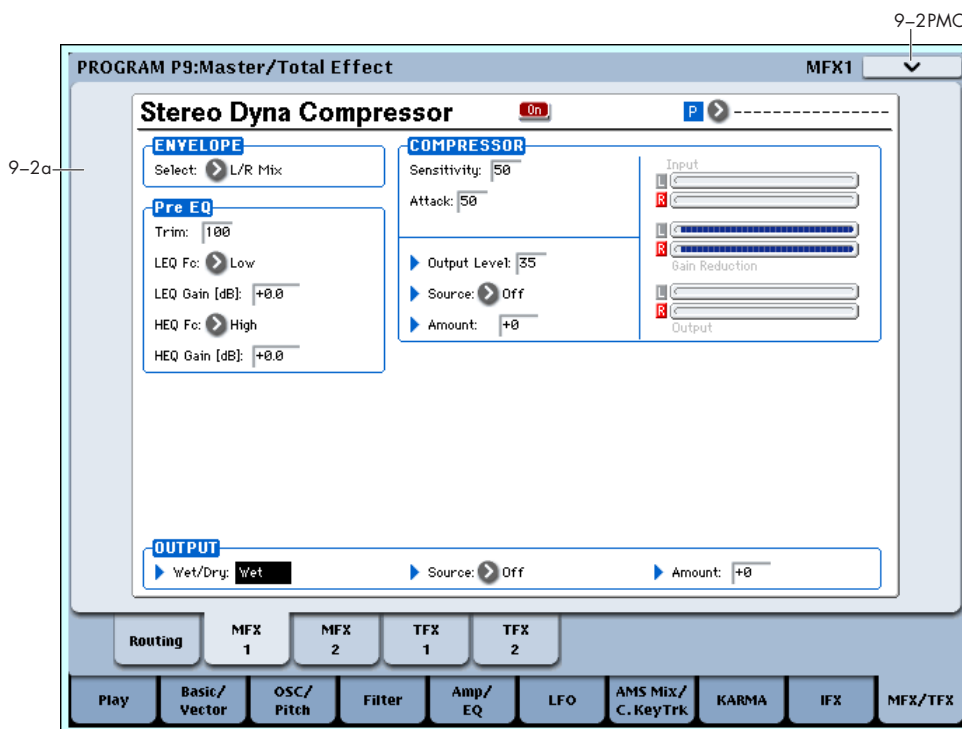 9–2PMC
PROGRAM P9:Master/Total Effect MFX1
9–2a
Stereo Dyna Compressor On P ------------------
ENVELOPE
Select: L/R Mix
Pre EQ
Trim: 100
LEQ Fc: Low
LEQ Gain [dB]: +0.0
HEQ Fc: High
HEQ Gain [dB]: +0.0
COMPRESSOR
Sensitivity: 50
Attack: 50
Output Level: 35
Source: Off
Amount: +0
Input
L
R
L
R
Gain Reduction
L
R
Output
OUTPUT
Wet/Dry: Wet Source: Off Amount: +0
Routing
MFX
1
MFX
2
TFX
1
TFX
2
Play
Basic/
Vector
OSC/
Pitch
Filter
Amp/
EQ
LFO
AMS Mix/
C.KeyTrk
KARMA
IFX
MFX/TFX